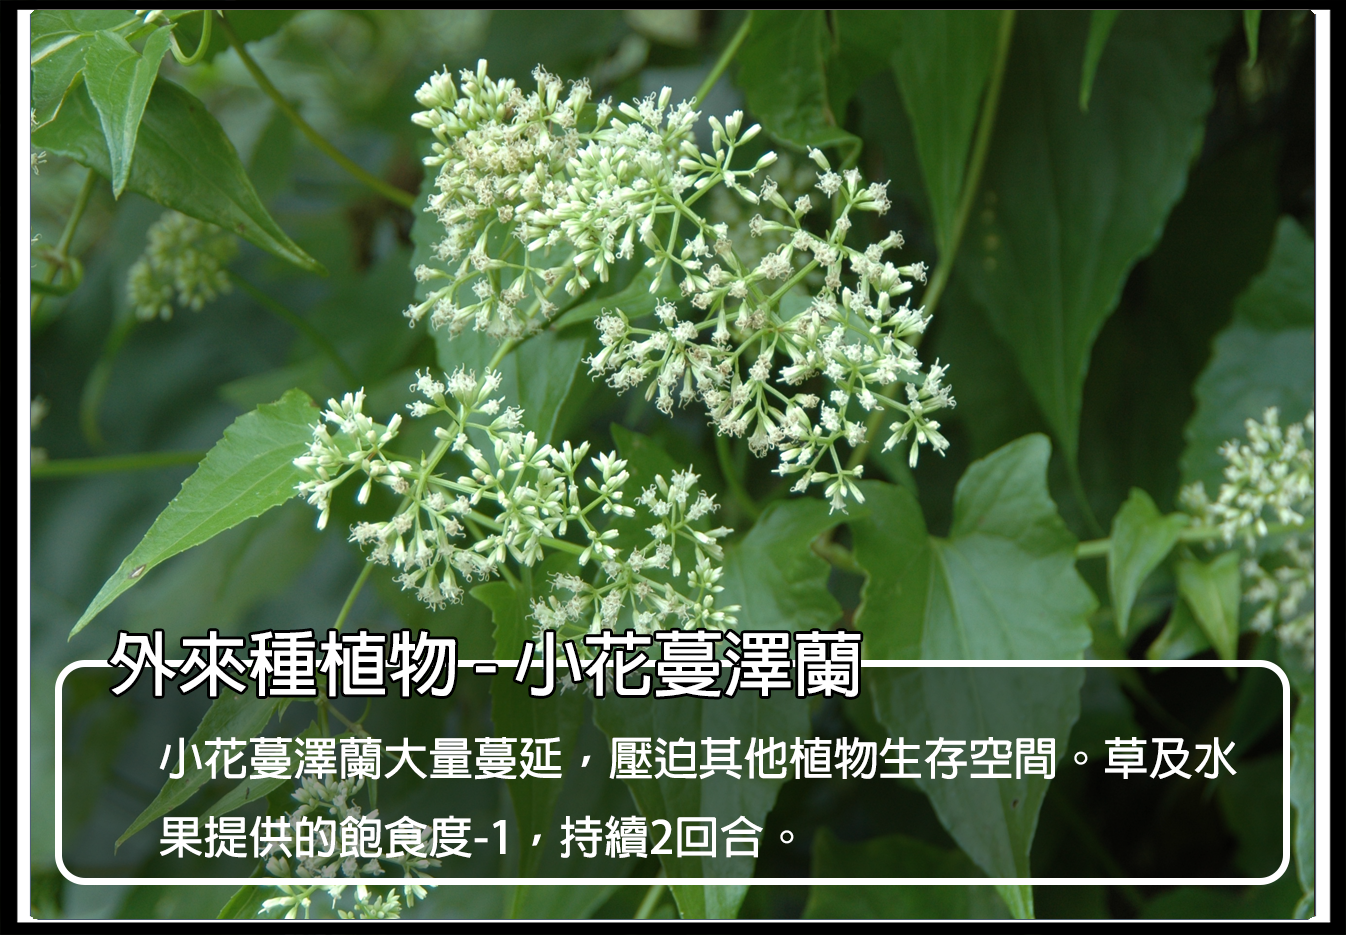 外來種植物 - 小花蔓澤蘭
小花蔓澤蘭大量蔓延，壓迫其他植物生存空間。草及水
果提供的飽食度-1，持續2回合。